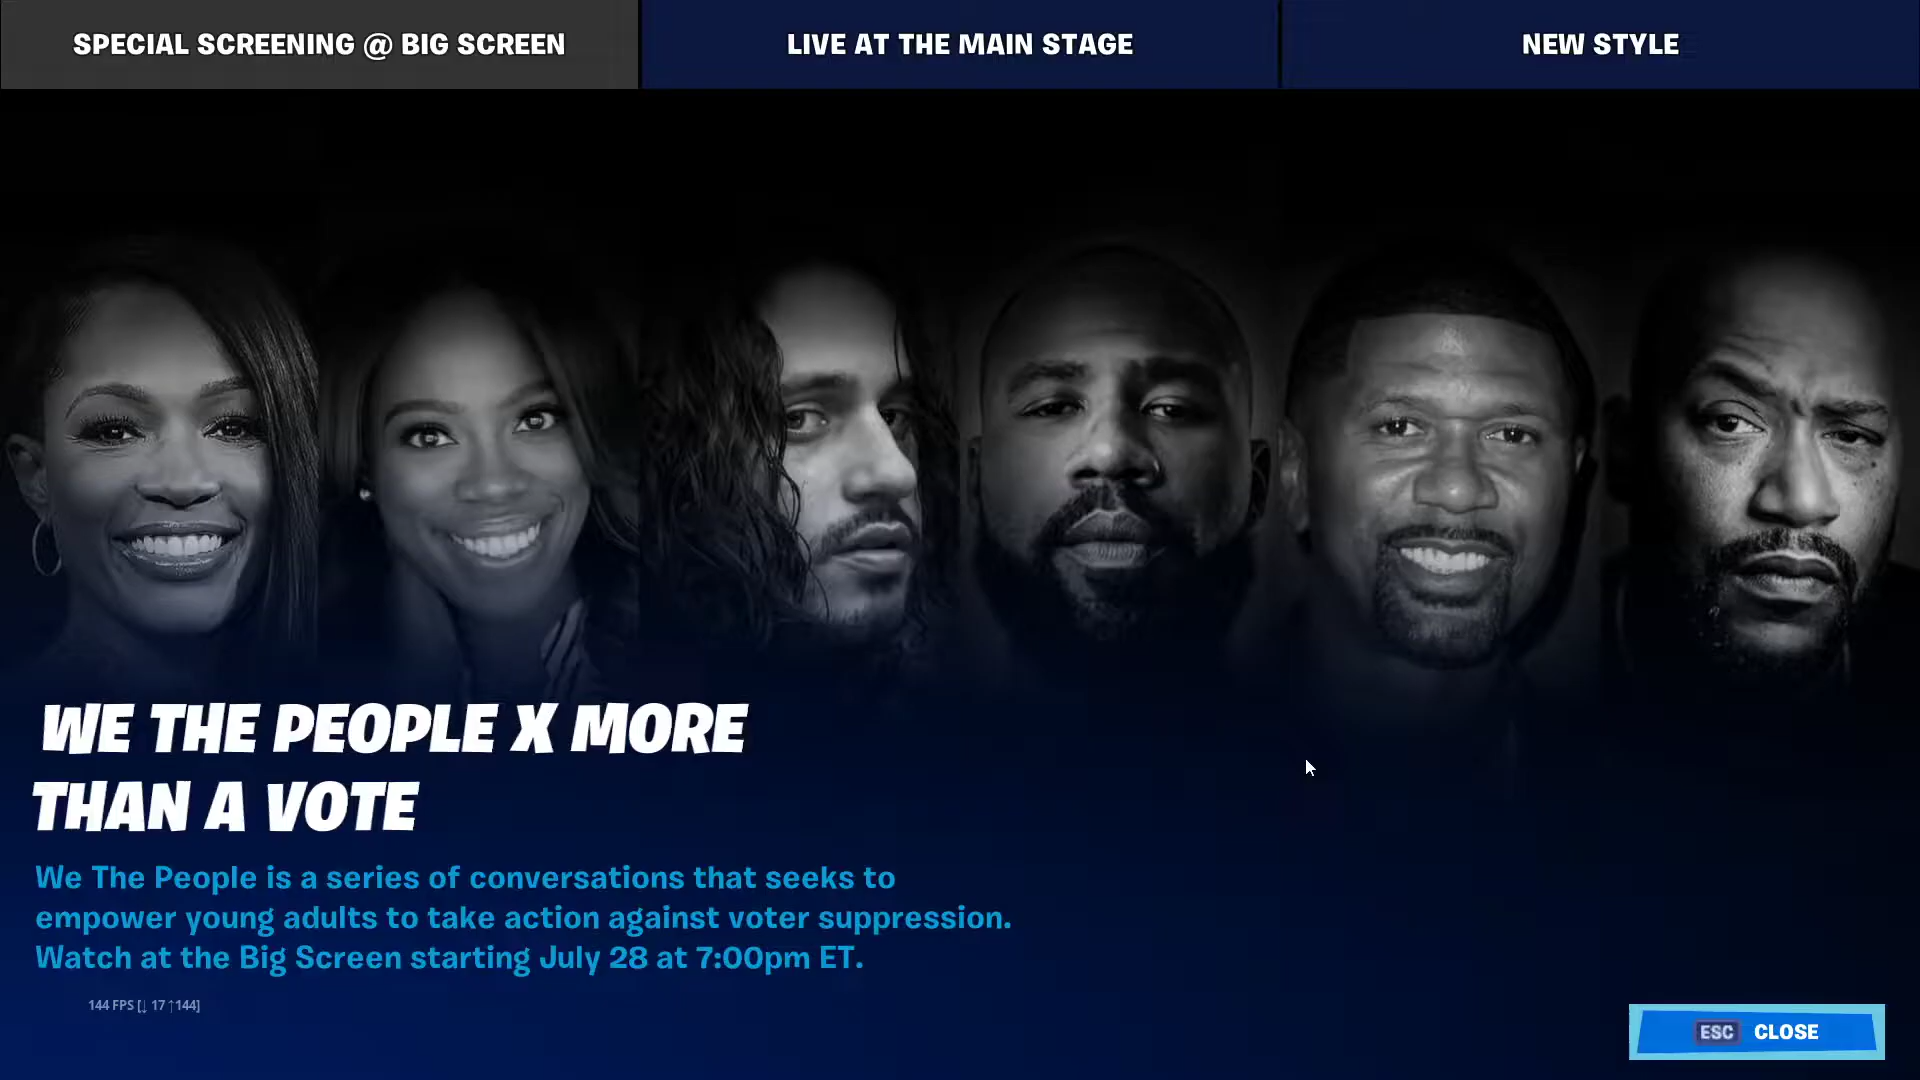 SPECIAL SCREENING @ BIG SCREEN
LIVE AT THE MAIN STAGE
NEW STYLE
WE THE PEOPLE X MORE
THAN A VOTE
We The People is a series of conversations that seeks to
empower young adults to take action against voter suppression.
Watch at the Big Screen starting July 28 at 7:00pm ET.
144 FPS [↓ 17 ↑144]
ESC CLOSE